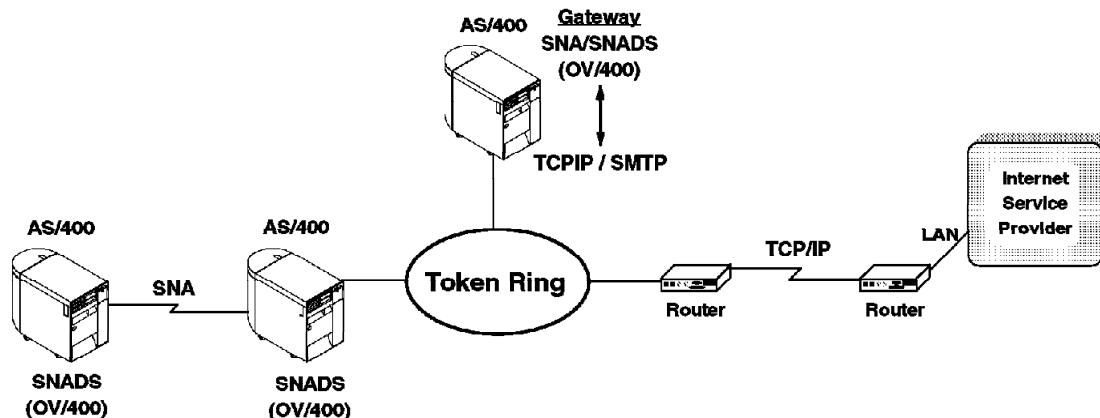 Gateway
AS/400
SNA/SNADS
(OV/400)
TCPIP / SMTP
Internet
Service
Provider
AS/400
AS/400
SNA
Token Ring
TCP/IP
LAN
Router
Router
SNADS
(OV/400)
SNADS
(OV/400)